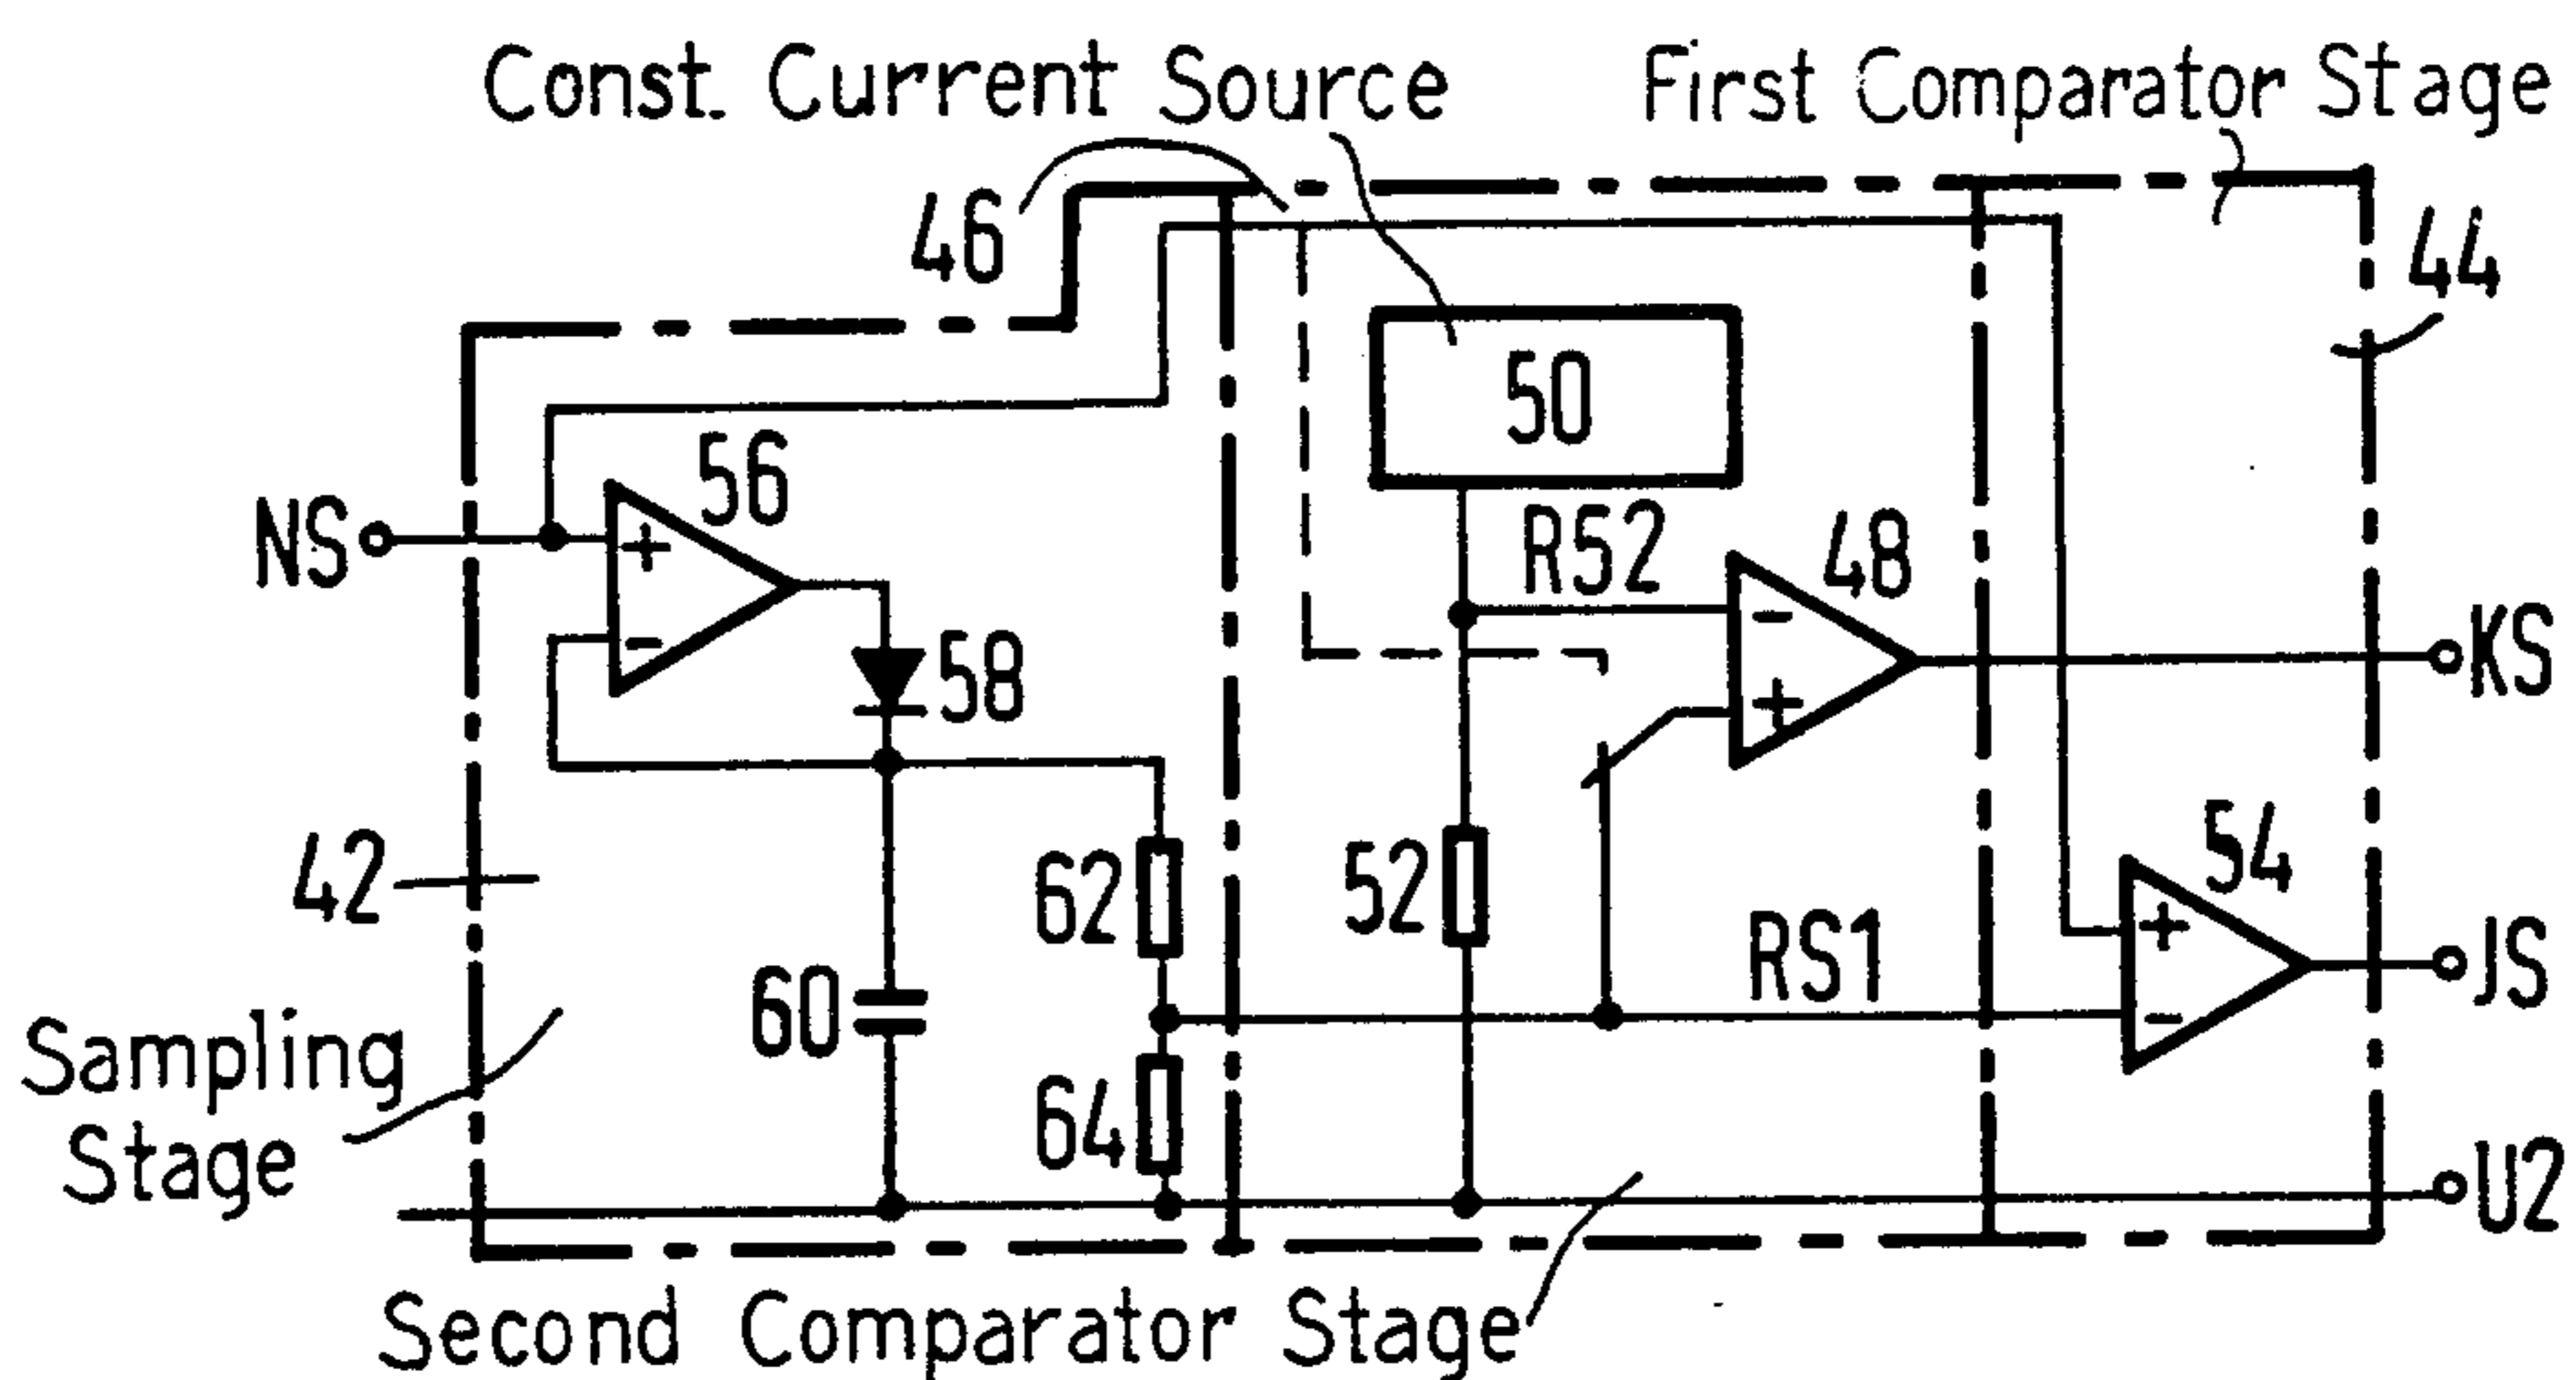 Const. Current Source
First Comparator Stage
46
44
50
56
NS
+
-
RS2
48
-
+
KS
58
42
62
52
RS1
54
+
-
JS
60
64
Sampling
Stage
U2
Second Comparator Stage